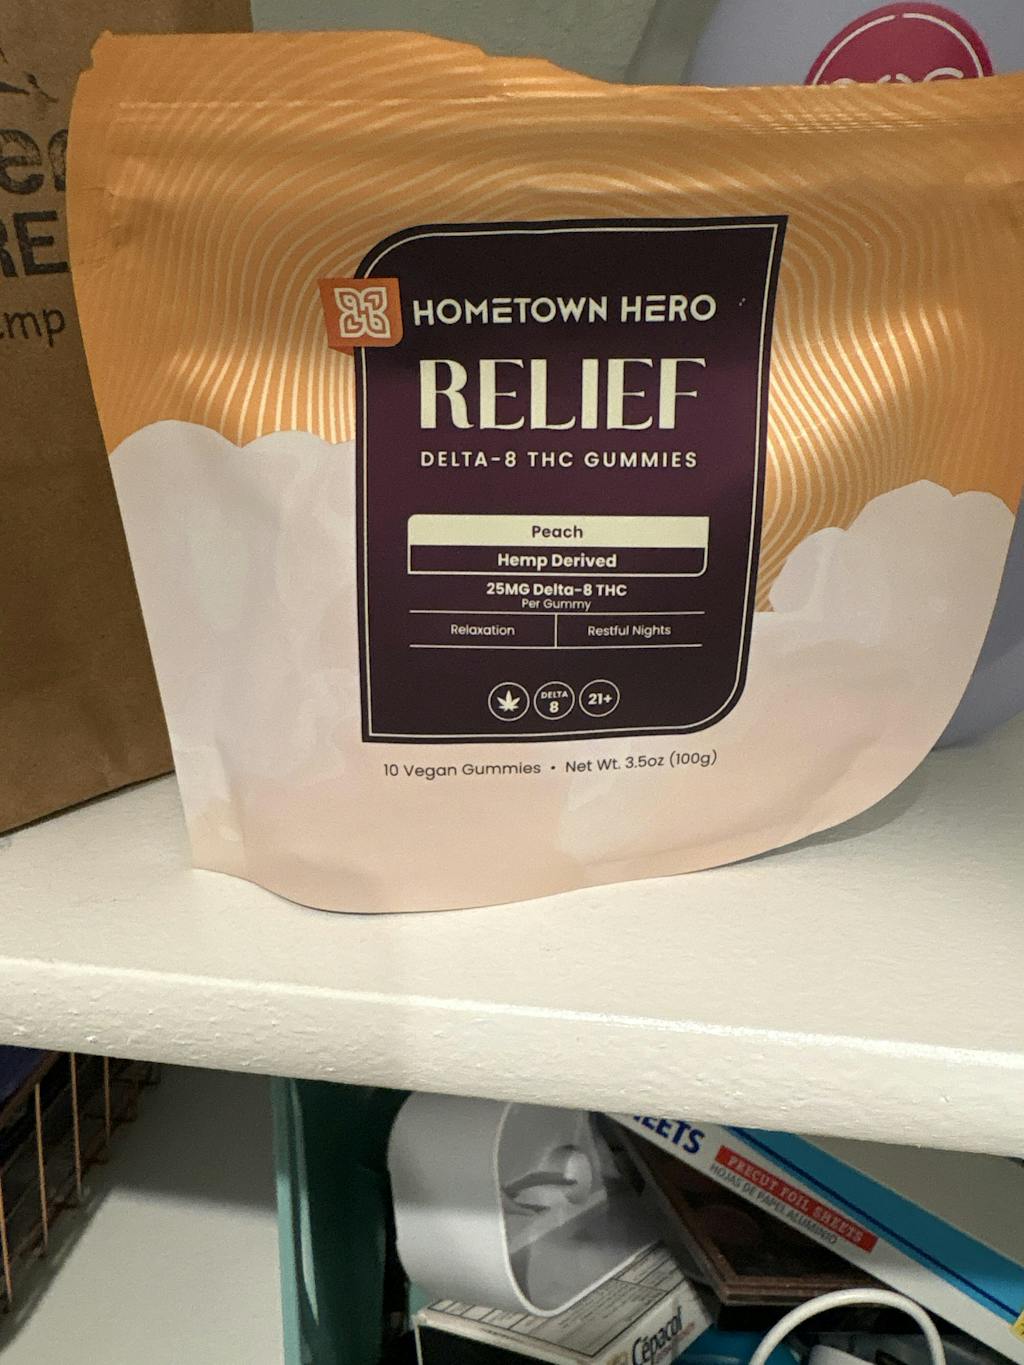 HOMETOWN HERO
RELIEF
DELTA-8 THC GUMMIES
Peach
Hemp Derived
25MG Delta-8 THC
Per Gummy
Relaxation
Restful Nights
DELTA
8
21+
10 Vegan Gummies • Net Wt. 3.5oz (100g)
PRECUT FOIL SHEETS
HOJAS DE PAPEL ALUMINIO
Cēpacol